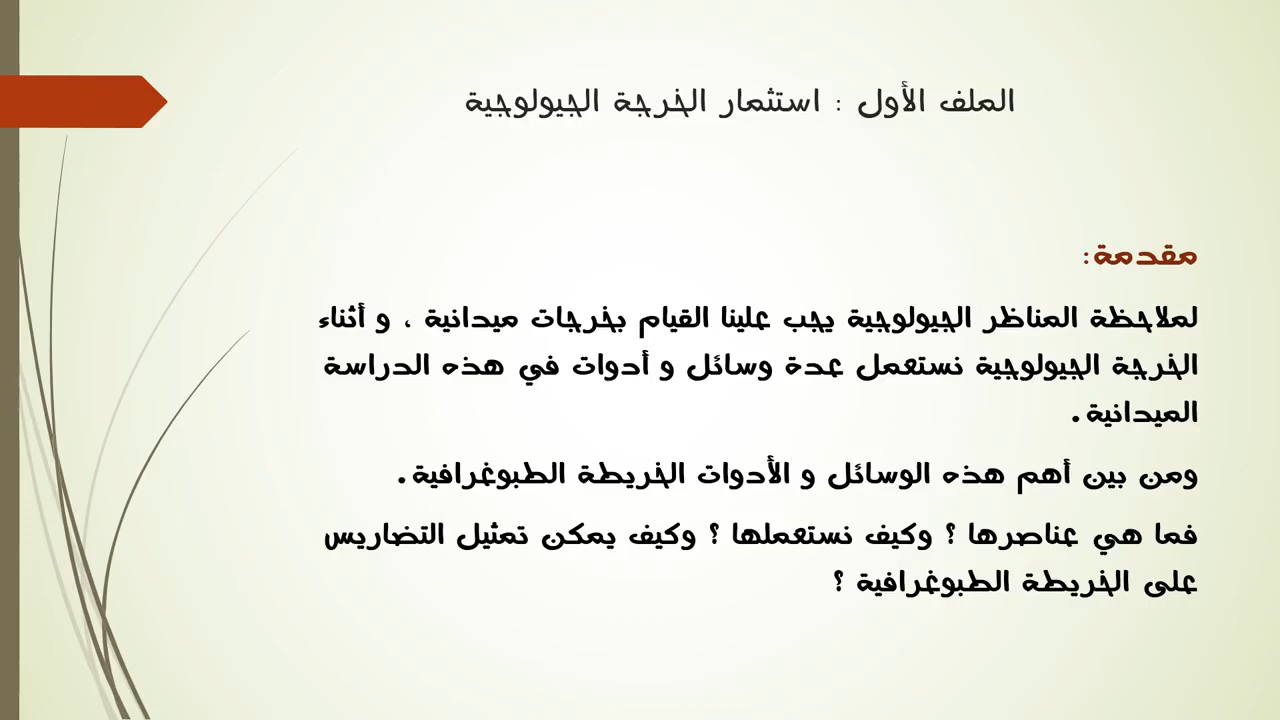 الملف الأول : استثمار الخرجة الجيولوجية
مقدمة:
لملاحظة المناظر الجيولوجية يجب علينا القيام بخرجات ميدانية ، و أثناء
الخرجة الجيولوجية نستعمل عدة وسائل و أدوات في هذه الدراسة
الميدانية.
ومن بين أهم هذه الوسائل و الأدوات الخريطة الطبوغرافية.
فما هي عناصرها ؟ وكيف نستعملها ؟ وكيف يمكن تمثيل التضاريس
على الخريطة الطبوغرافية ؟